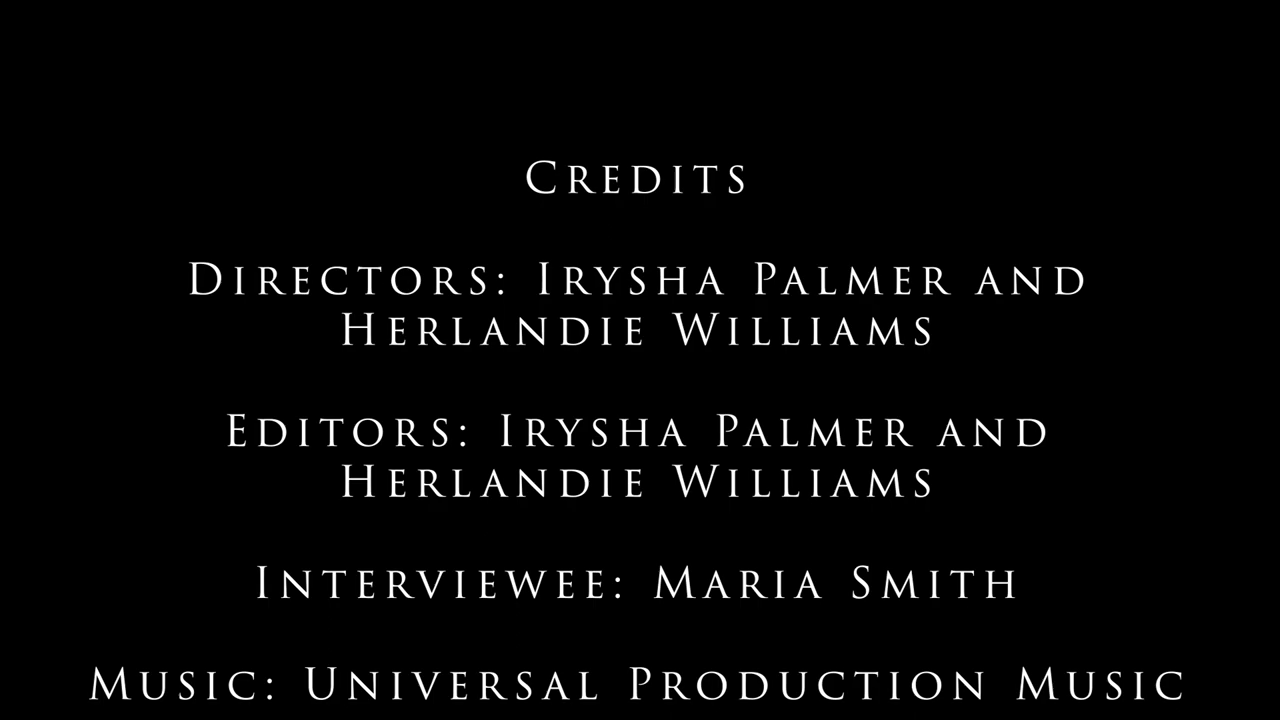 Credits
Directors: Irysha Palmer and
Herlandie Williams
Editors: Irysha Palmer and
Herlandie Williams
Interviewee: Maria Smith
Music: Universal Production Music